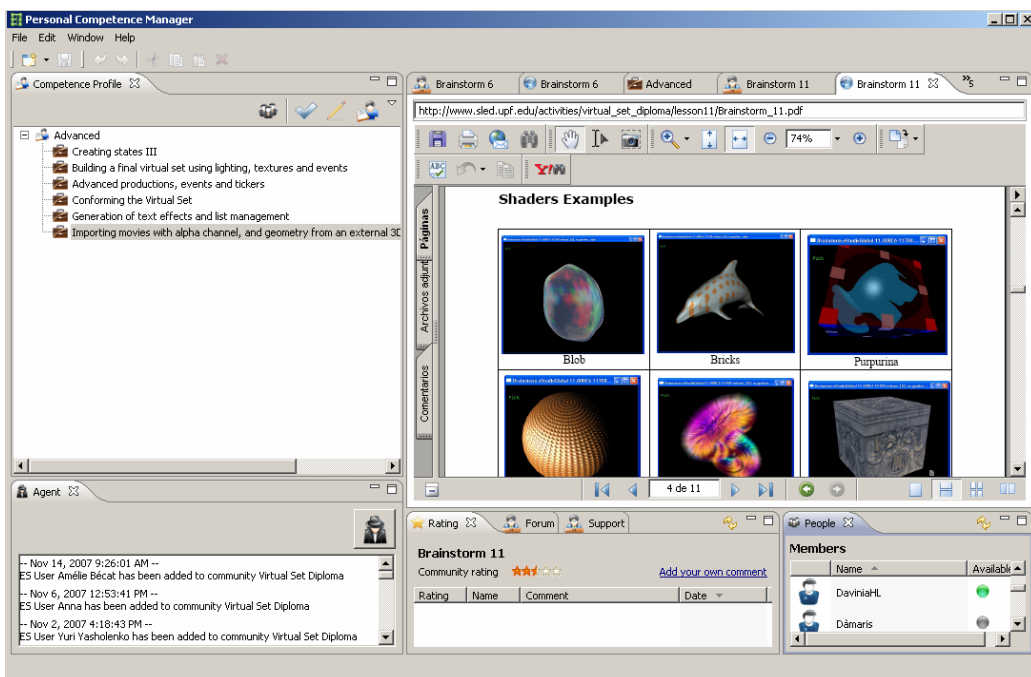 Personal Competence Manager
File Edit Window Help
Competence Profile
Advanced
Creating states III
Building a final virtual set using lighting, textures and events
Advanced productions, events and tickers
Conforming the Virtual Set
Generation of text effects and list management
Importing movies with alpha channel, and geometry from an external 3D
Agent
-- Nov 14, 2007 9:26:01 AM --
ES User Amélie Bécat has been added to community Virtual Set Diploma
-- Nov 6, 2007 12:53:41 PM --
ES User Anna has been added to community Virtual Set Diploma
-- Nov 2, 2007 4:18:43 PM --
ES User Yuri Yasholenko has been added to community Virtual Set Diploma
Brainstorm 6 Brainstorm 6 Advanced Brainstorm 11 Brainstorm 11 5
http://www.sled.upf.edu/activities/virtual_set_diploma/lesson11/Brainstorm_11.pdf
74%
ABC Y!
Páginas
Archivos adjunt
Comentarios
Shaders Examples
Pick
Blob Bricks Purpurina
Pick Pick
4 de 11
Rating Forum Support
Brainstorm 11
Community rating Add your own comment
Rating Name Comment Date
People
Members
Name Available
DaviniaHL
Dàmaris